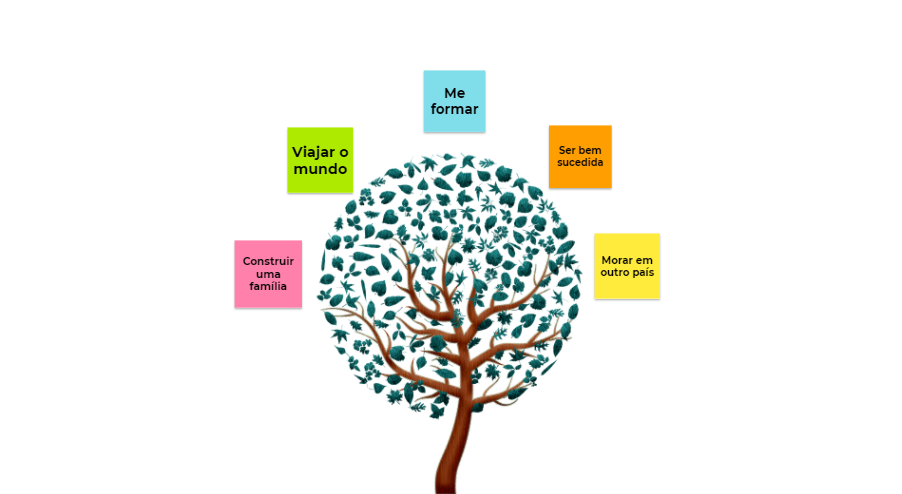 Me
formar
Viajar o
mundo
Ser bem
sucedida
Construir
uma
família
Morar em
outro país